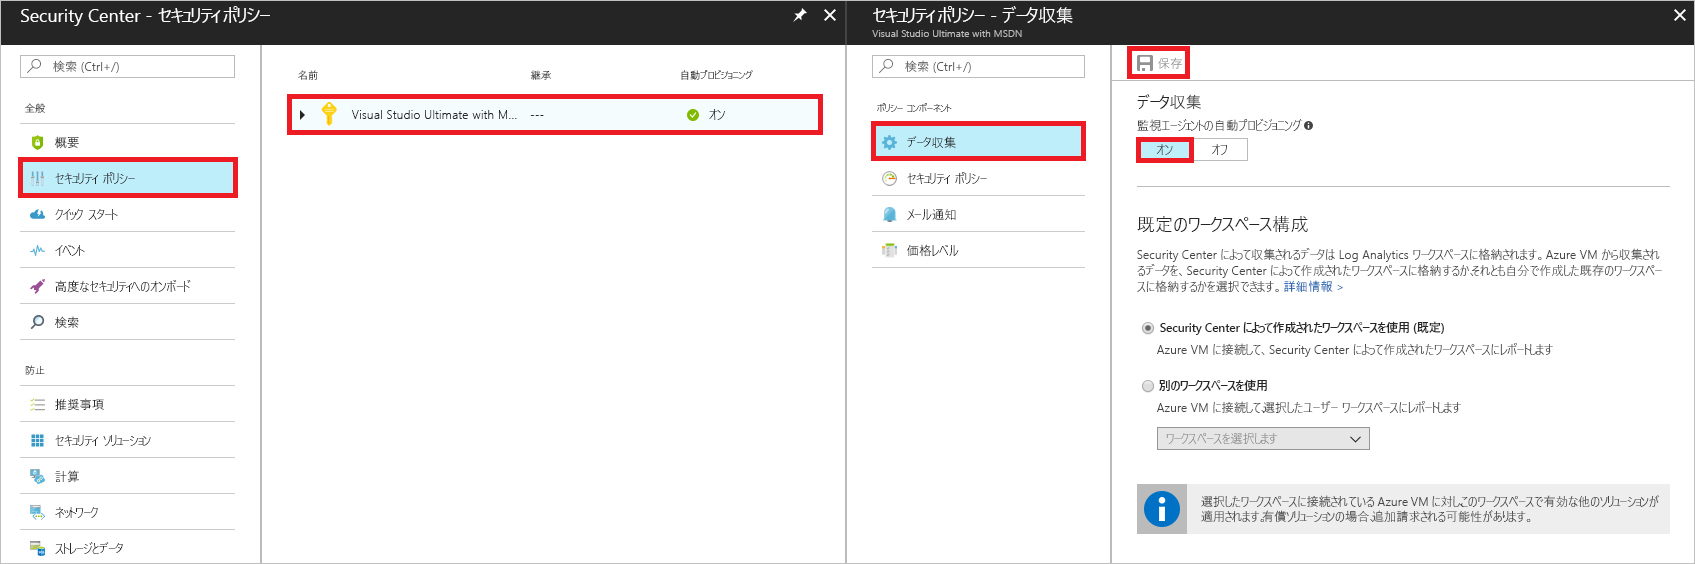 Security Center - セキュリティポリシー
検索 (Ctrl+/)
全般
概要
セキュリティ ポリシー
クイック スタート
イベント
高度なセキュリティへのオンボード
検索
防止
推奨事項
セキュリティ ソリューション
計算
ネットワーク
ストレージとデータ
名前 継承 自動プロビジョニング
Visual Studio Ultimate with M... --- オン
セキュリティポリシー - データ収集
Visual Studio Ultimate with MSDN
検索 (Ctrl+/)
ポリシー コンポーネント
データ収集
セキュリティ ポリシー
メール通知
価格レベル
保存
データ収集
監視エージェントの自動プロビジョニング
オン オフ
既定のワークスペース構成
Security Center によって収集されるデータは Log Analytics ワークスペースに格納されます。Azure VM から収集され
るデータを、Security Center によって作成されたワークスペースに格納するか、それとも自分で作成した既存のワークスペー
スに格納するかを選択できます。詳細情報 >
Security Center によって作成されたワークスペースを使用 (既定)
Azure VM に接続して、Security Center によって作成されたワークスペースにレポートします
別のワークスペースを使用
Azure VM に接続して、選択したユーザー ワークスペースにレポートします
ワークスペースを選択します
選択したワークスペースに接続されている Azure VM に対し、このワークスペースで有効な他のソリューションが
適用されます。有償ソリューションの場合、追加請求される可能性があります。